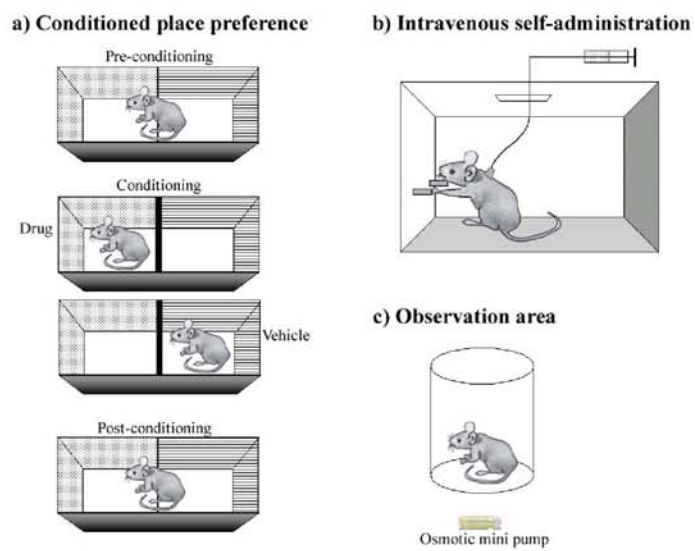 a) Conditioned place preference
Pre-conditioning
Conditioning
Drug
Vehicle
Post-conditioning
b) Intravenous self-administration
c) Observation area
Osmotic mini pump